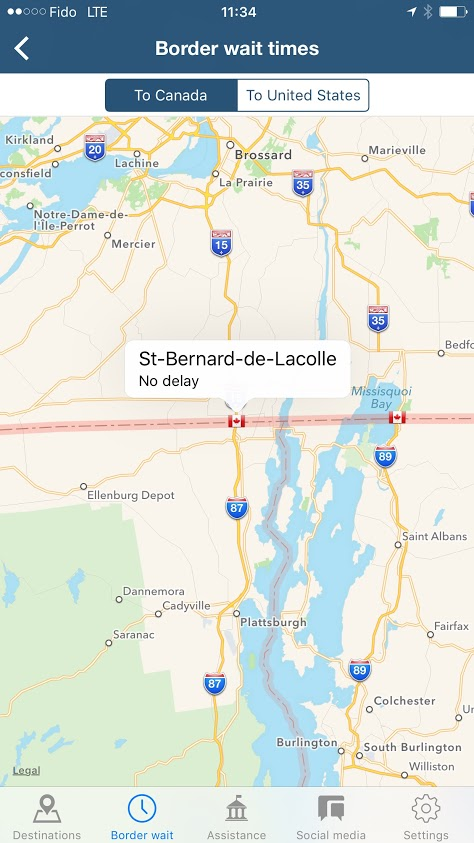 Fido LTE 11:34
Border wait times
To Canada To United States
Kirkland
20
Lachine
Brossard
Marieville
consfield
La Prairie
35
Notre-Dame-de-
l'Île-Perrot
Mercier
15
35
Bedfo
St-Bernard-de-Lacolle
No delay
Missisquoi
Bay
89
Ellenburg Depot
87
Saint Albans
Dannemora
Cadyville
Plattsburgh
Fairfax
Saranac
87
89
Colchester
Un
Burlington
South Burlington
Williston
Legal
Destinations Border wait Assistance Social media Settings